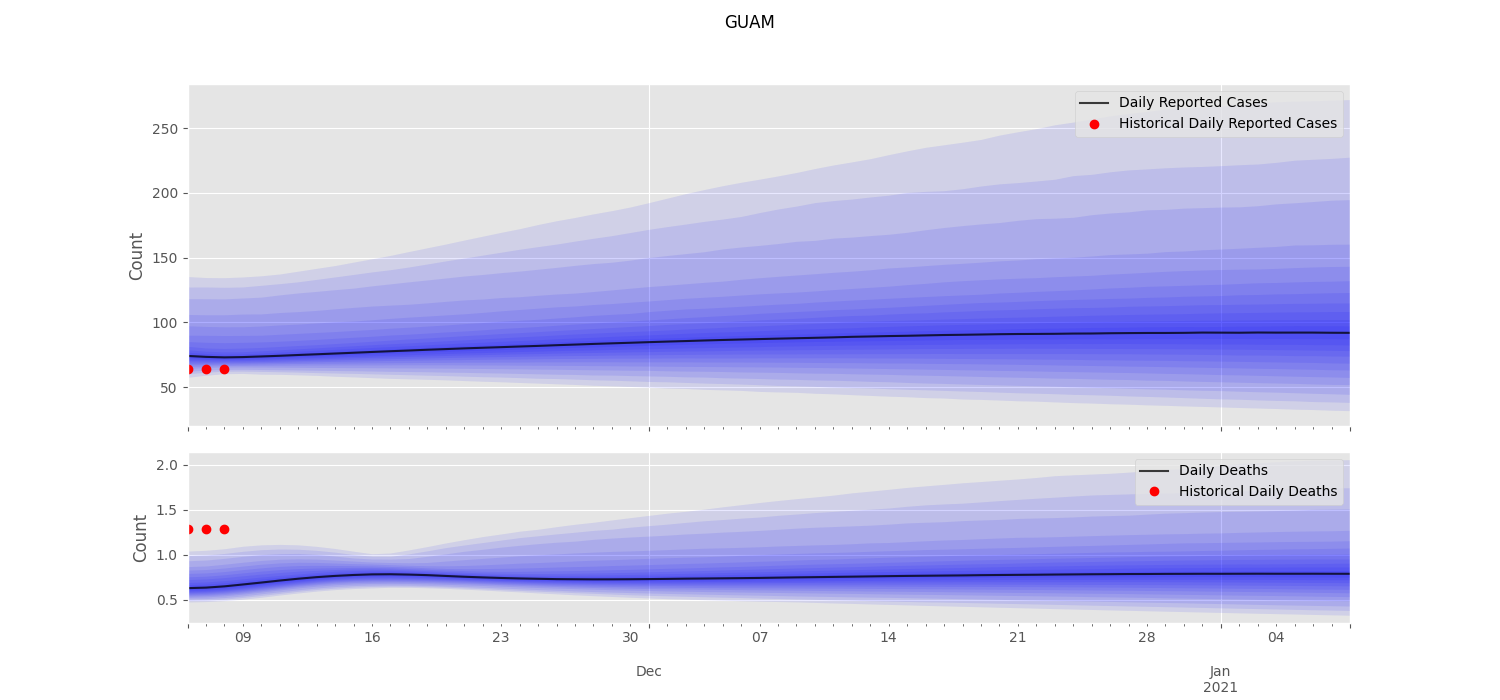 GUAM
Daily Reported Cases
Historical Daily Reported Cases
250
200
150
100
50
Count
Daily Deaths
Historical Daily Deaths
2.0
1.5
1.0
0.5
Count
09 16 23 30 07 14 21 28 04
Dec Jan
2021